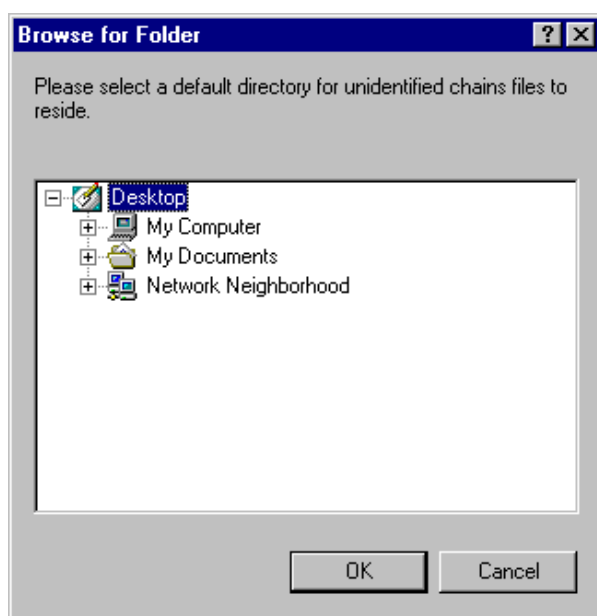 Browse for Folder
Please select a default directory for unidentified chains files to
reside.
Desktop
My Computer
My Documents
Network Neighborhood
OK Cancel